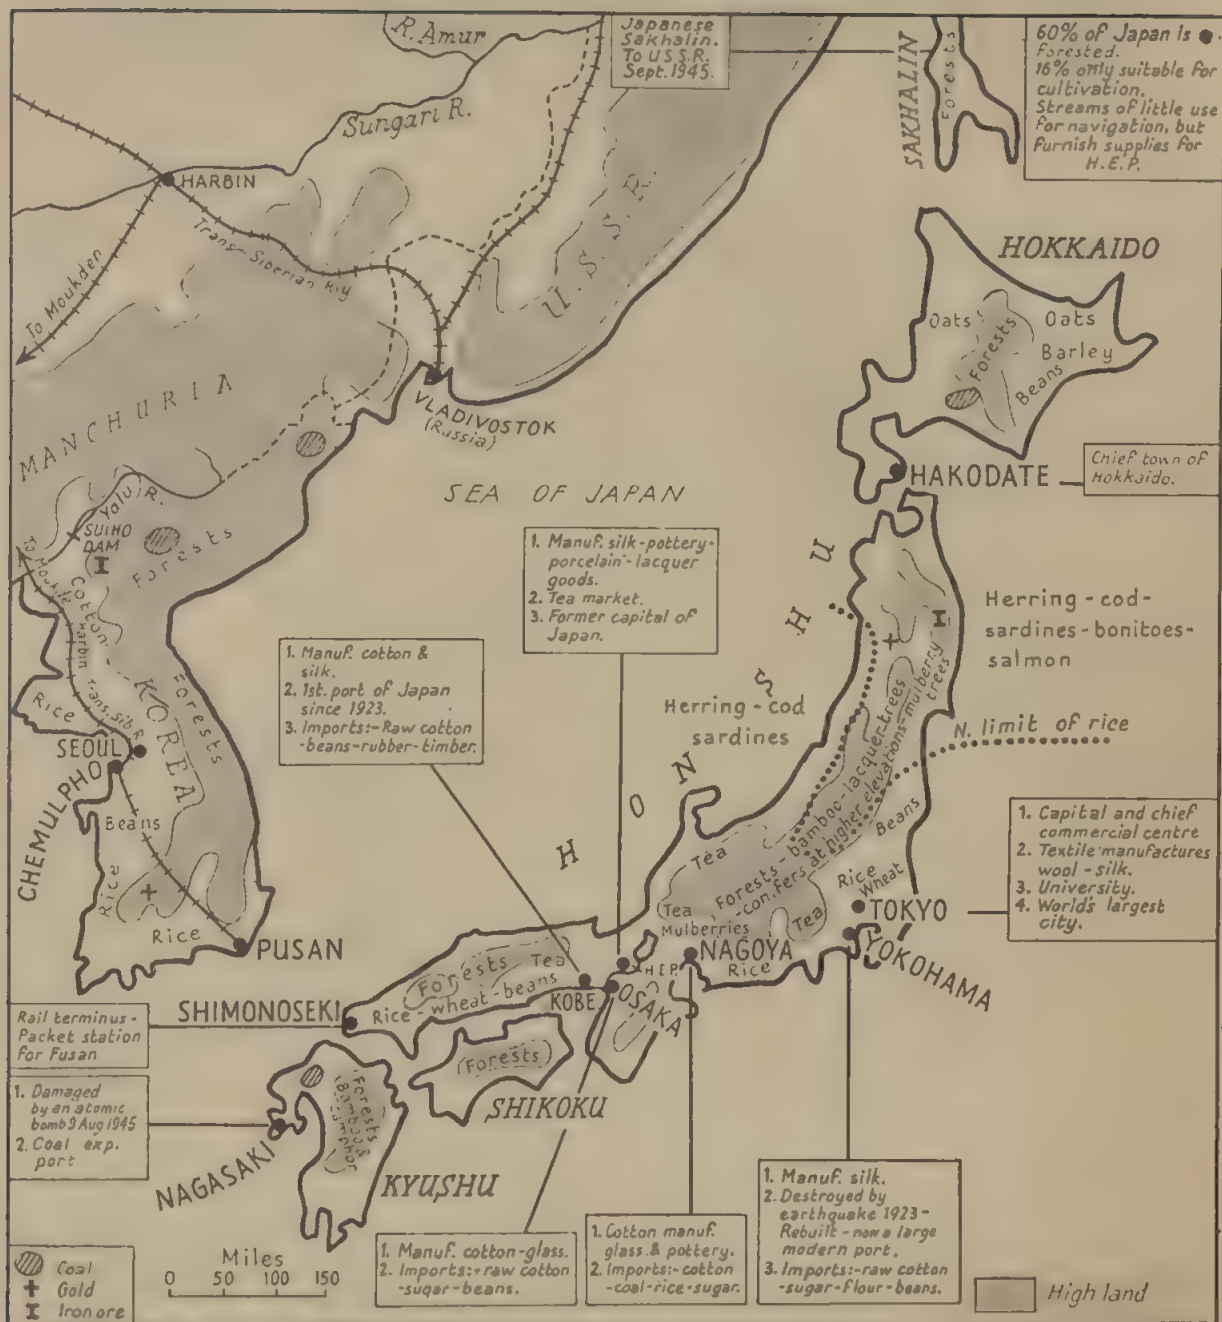 R. Amur
Sungari R.
HARBIN
Trans-Siberian Rly
To Moukden
Japanese
Sakhalin.
To U.S.S.R.
Sept. 1945.
U. S. S. R.
SAKHALIN
Forests
60% of Japan is
Forested.
16% only suitable for
cultivation.
Streams of little use
for navigation, but
furnish supplies for
H.E.P.
HOKKAIDO
Oats
Forests
Oats
Barley
Beans
HAKODATE
Chief town of
Hokkaido.
MANCHURIA
VLADIVOSTOK
(Russia)
SEA OF JAPAN
Yalu R.
SUIHO
DAM
Forests
To Moukden
Harbin
Trans. Sib R.
Cotton
KOREA
Forests
Rice
SEOUL
CHEMULPHO
Beans
Rice
Rice
PUSAN
1. Manuf. silk-pottery-
porcelain-lacquer
goods.
2. Tea market.
3. Former capital of
Japan.
1. Manuf. cotton &
silk.
2. 1st. port of Japan
since 1923.
3. Imports:-Raw cotton
-beans-rubber-timber.
HONSHU
Herring-cod
sardines
Herring-cod-
sardines-bonitoes-
salmon
N. limit of rice
Forests-bamboo-lacquer-trees
-conifers at higher elevations-mulberry
trees
Tea
Beans
Rice
Wheat
Tea
Tea
Mulberries
Rice
TOKYO
1. Capital and chief
commercial centre
2. Textile manufactures
wool-silk.
3. University.
4. World's largest
city.
YOKOHAMA
NAGOYA
H.E.P.
OSAKA
KOBE
Forests
Tea
Rice-wheat-beans
SHIMONOSEKI
Rail terminus-
Packet station
for Fusan
(Forests)
SHIKOKU
1. Damaged
by an atomic
bomb 9 Aug 1945
2. Coal exp.
port
NAGASAKI
Forests
(Bamboo &
Camphor
KYUSHU
1. Manuf. cotton-glass.
2. Imports:-raw cotton
-sugar-beans.
1. Cotton manuf.
glass & pottery.
2. Imports:-cotton
-coal-rice-sugar.
1. Manuf. silk.
2. Destroyed by
earthquake 1923-
Rebuilt-now a large
modern port.
3. Imports:-raw cotton
-sugar-flour-beans.
Coal
Gold
Iron ore
Miles
0 50 100 150
High land